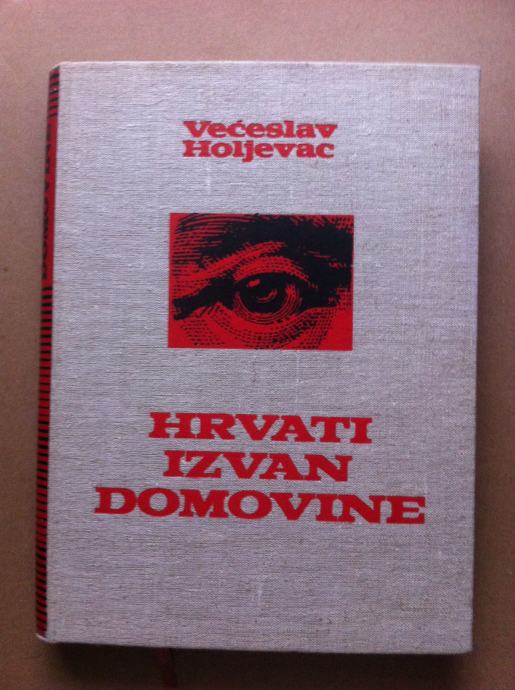 Većeslav
Holjevac
HRVATI
IZVAN
DOMOVINE